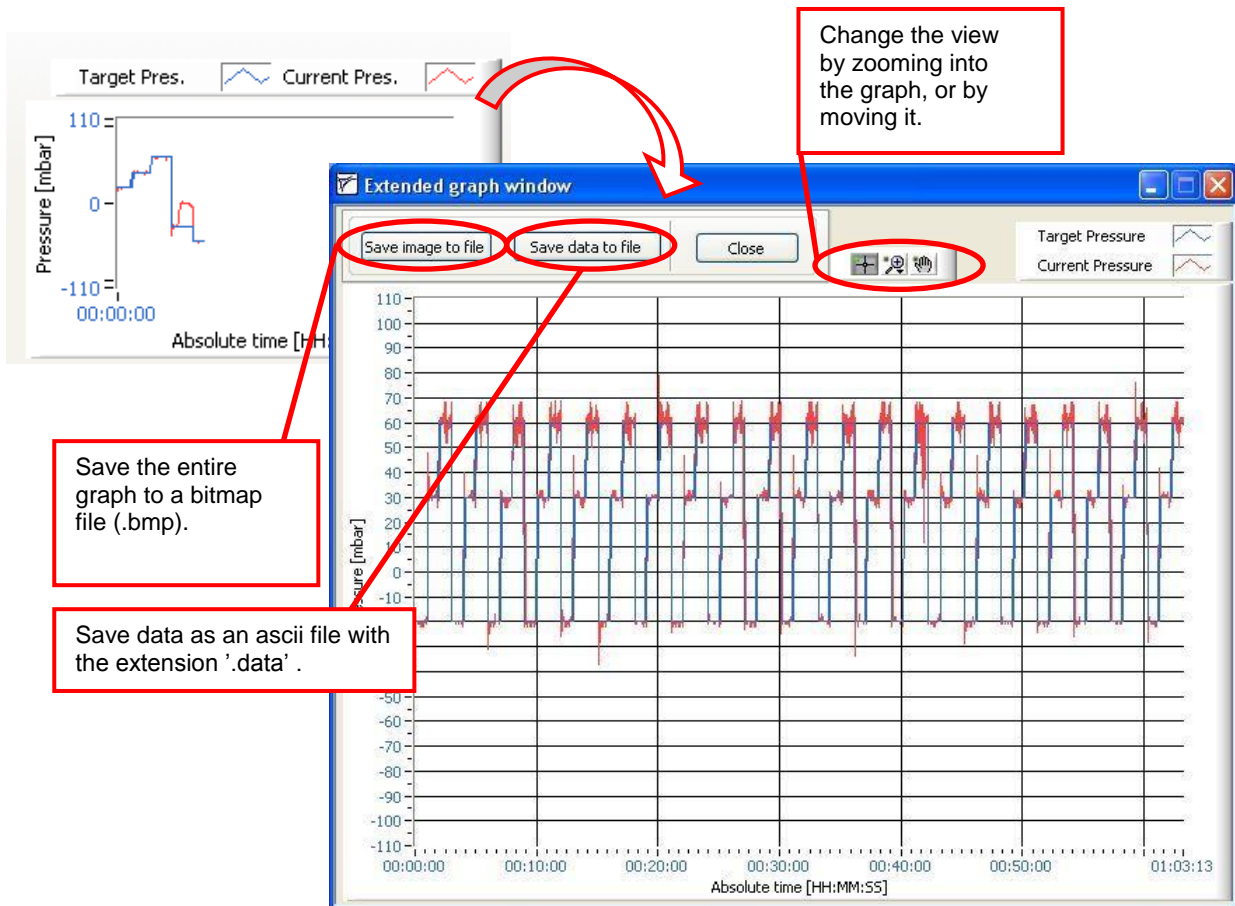 Target Pres.
Current Pres.
110
0
-110
Pressure [mbar]
00:00:00
Absolute time [HH:
Change the view
by zooming into
the graph, or by
moving it.
Extended graph window
Save image to file
Save data to file
Close
Target Pressure
Current Pressure
110
100
90
80
70
60
50
40
30
20
10
0
-10
-50
-60
-70
-80
-90
-100
-110
[mbar]
00:00:00
00:10:00
00:20:00
00:30:00
00:40:00
00:50:00
01:03:13
Absolute time [HH:MM:SS]
Save the entire
graph to a bitmap
file (.bmp).
Save data as an ascii file with
the extension '.data' .